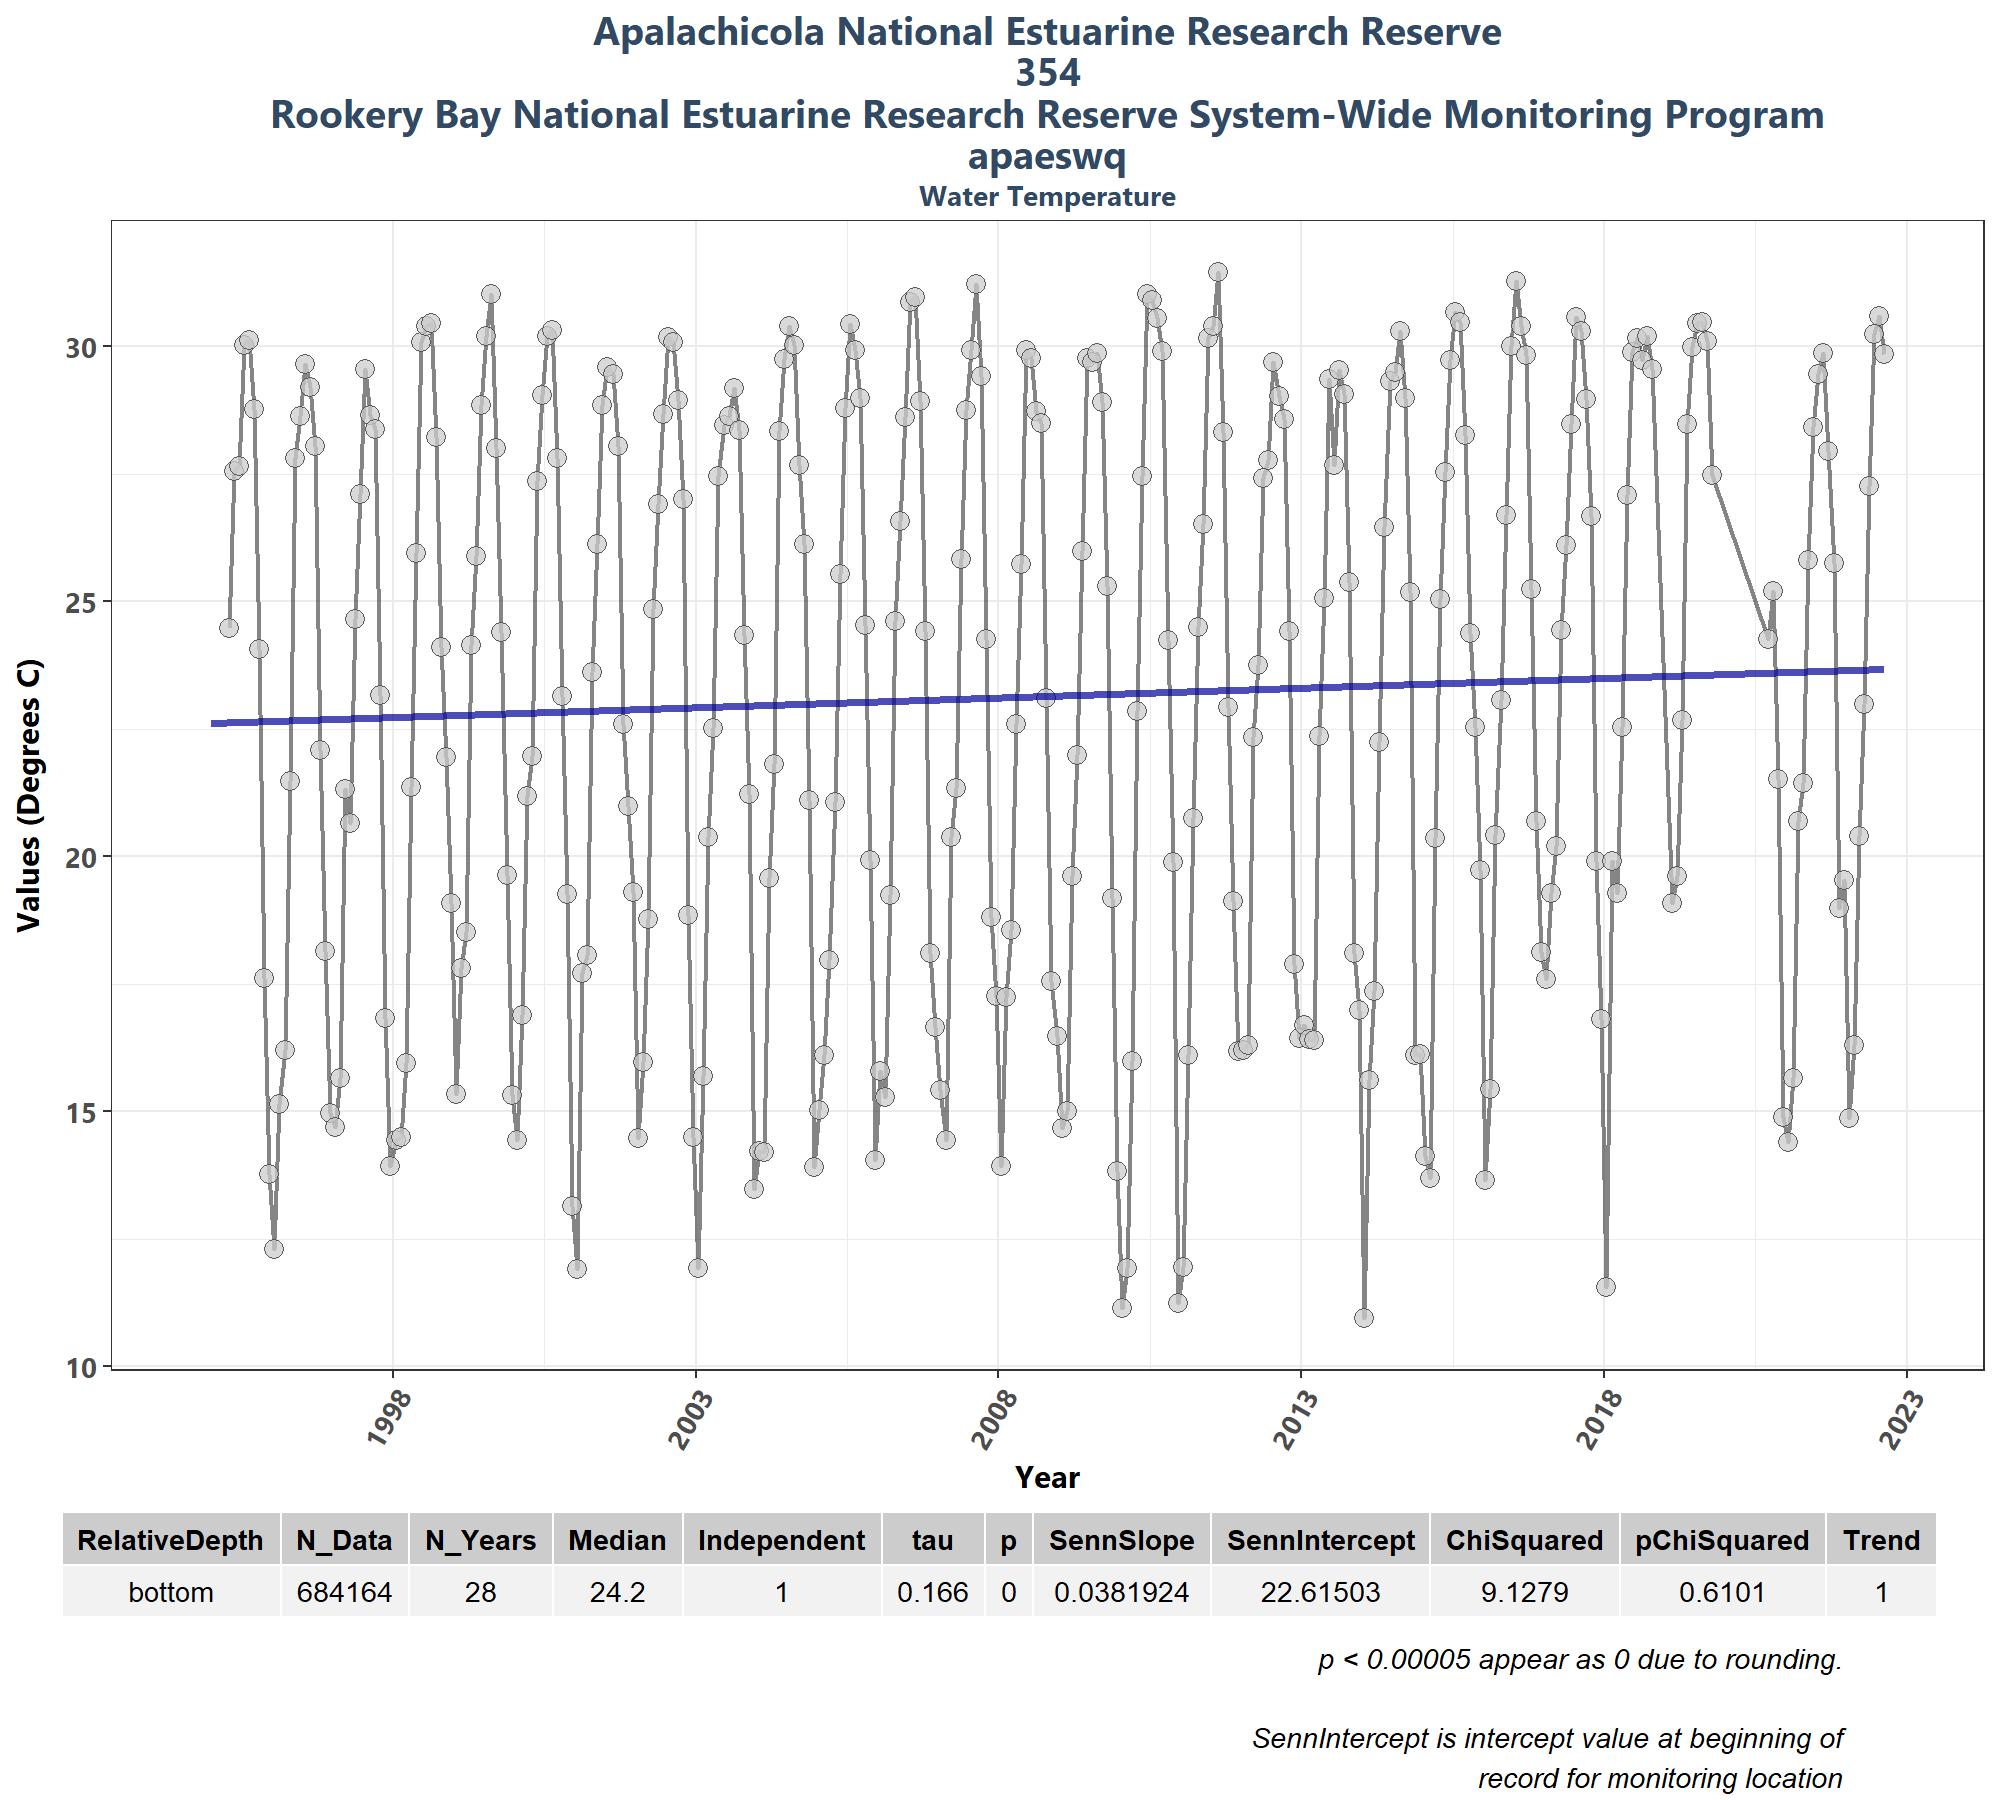 Apalachicola National Estuarine Research Reserve
354
Rookery Bay National Estuarine Research Reserve System-Wide Monitoring Program
apaeswq
Water Temperature
Values (Degrees C)
30
25
20
15
10
1998
2003
2008
2013
2018
2023
Year
RelativeDepth N_Data N_Years Median Independent tau p SennSlope SennIntercept ChiSquared pChiSquared Trend
bottom 684164 28 24.2 1 0.166 0 0.0381924 22.61503 9.1279 0.6101 1
p < 0.00005 appear as 0 due to rounding.
SennIntercept is intercept value at beginning of
record for monitoring location